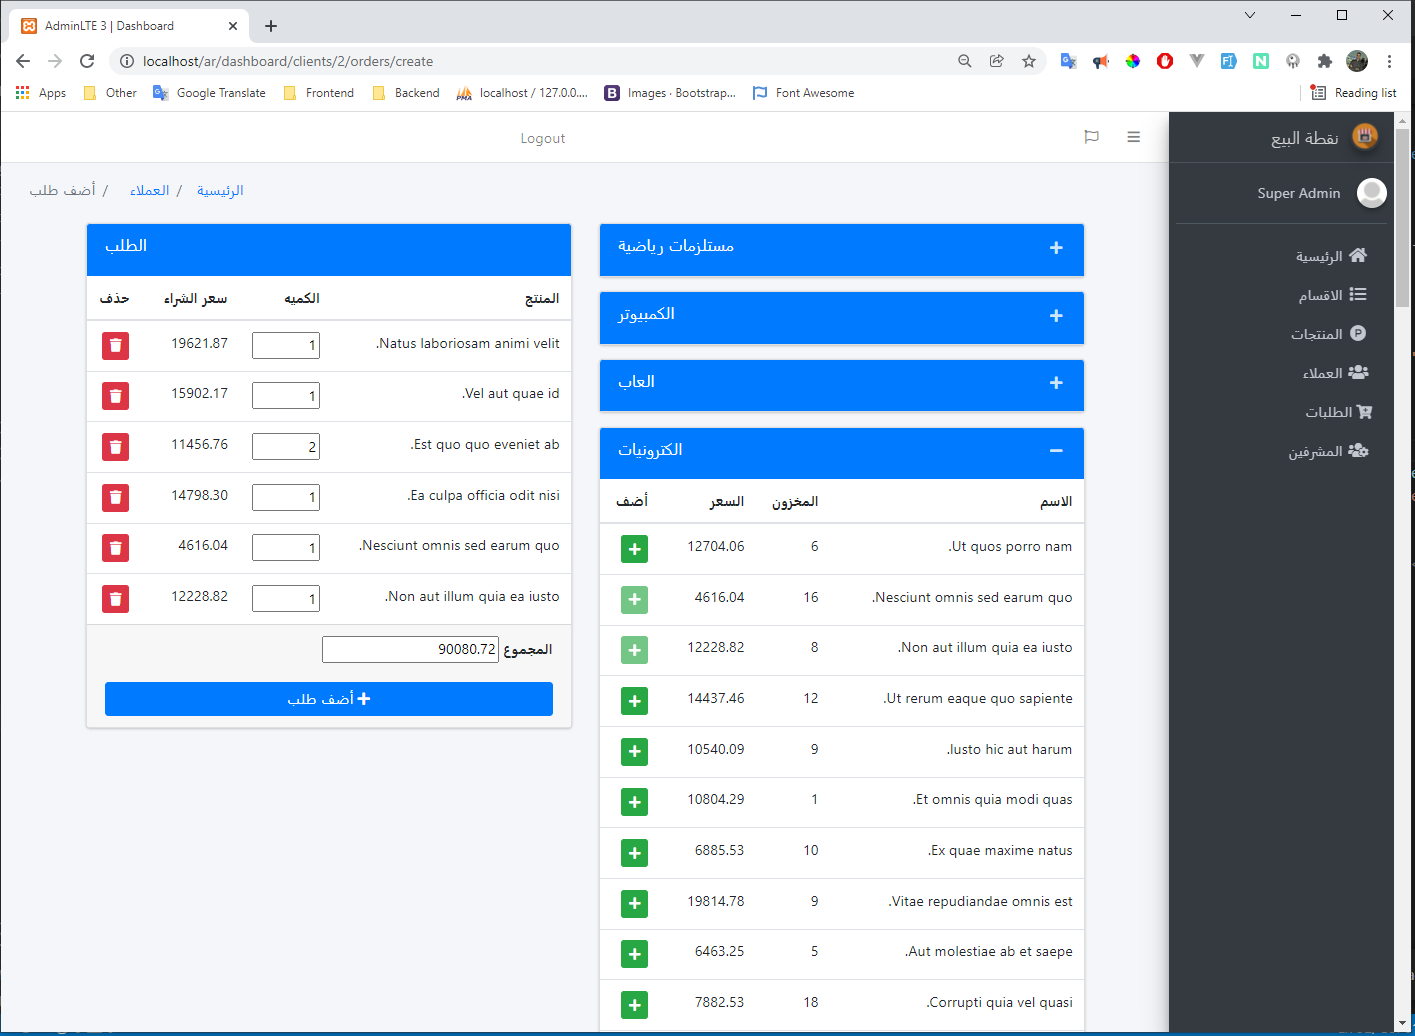 AdminLTE 3 | Dashboard
localhost/ar/dashboard/clients/2/orders/create
Apps
Other
Google Translate
Frontend
Backend
localhost / 127.0.0....
Images · Bootstrap...
Font Awesome
Reading list
نقطة البيع
Super Admin
الرئيسية
الاقسام
المنتجات
العملاء
الطلبات
المشرفين
Logout
الرئيسية / العملاء / أضف طلب
مستلزمات رياضية
الكمبيوتر
العاب
الكترونيات
الاسم المخزون السعر أضف
Ut quos porro nam. 6 12704.06
Nesciunt omnis sed earum quo. 16 4616.04
Non aut illum quia ea iusto. 8 12228.82
Ut rerum eaque quo sapiente. 12 14437.46
Iusto hic aut harum. 9 10540.09
Et omnis quia modi quas. 1 10804.29
Ex quae maxime natus. 10 6885.53
Vitae repudiandae omnis est. 9 19814.78
Aut molestiae ab et saepe. 5 6463.25
Corrupti quia vel quasi. 18 7882.53
الطلب
المنتج الكميه سعر الشراء حذف
Natus laboriosam animi velit. 1 19621.87
Vel aut quae id. 1 15902.17
Est quo quo eveniet ab. 2 11456.76
Ea culpa officia odit nisi. 1 14798.30
Nesciunt omnis sed earum quo. 1 4616.04
Non aut illum quia ea iusto. 1 12228.82
المجموع 90080.72
أضف طلب